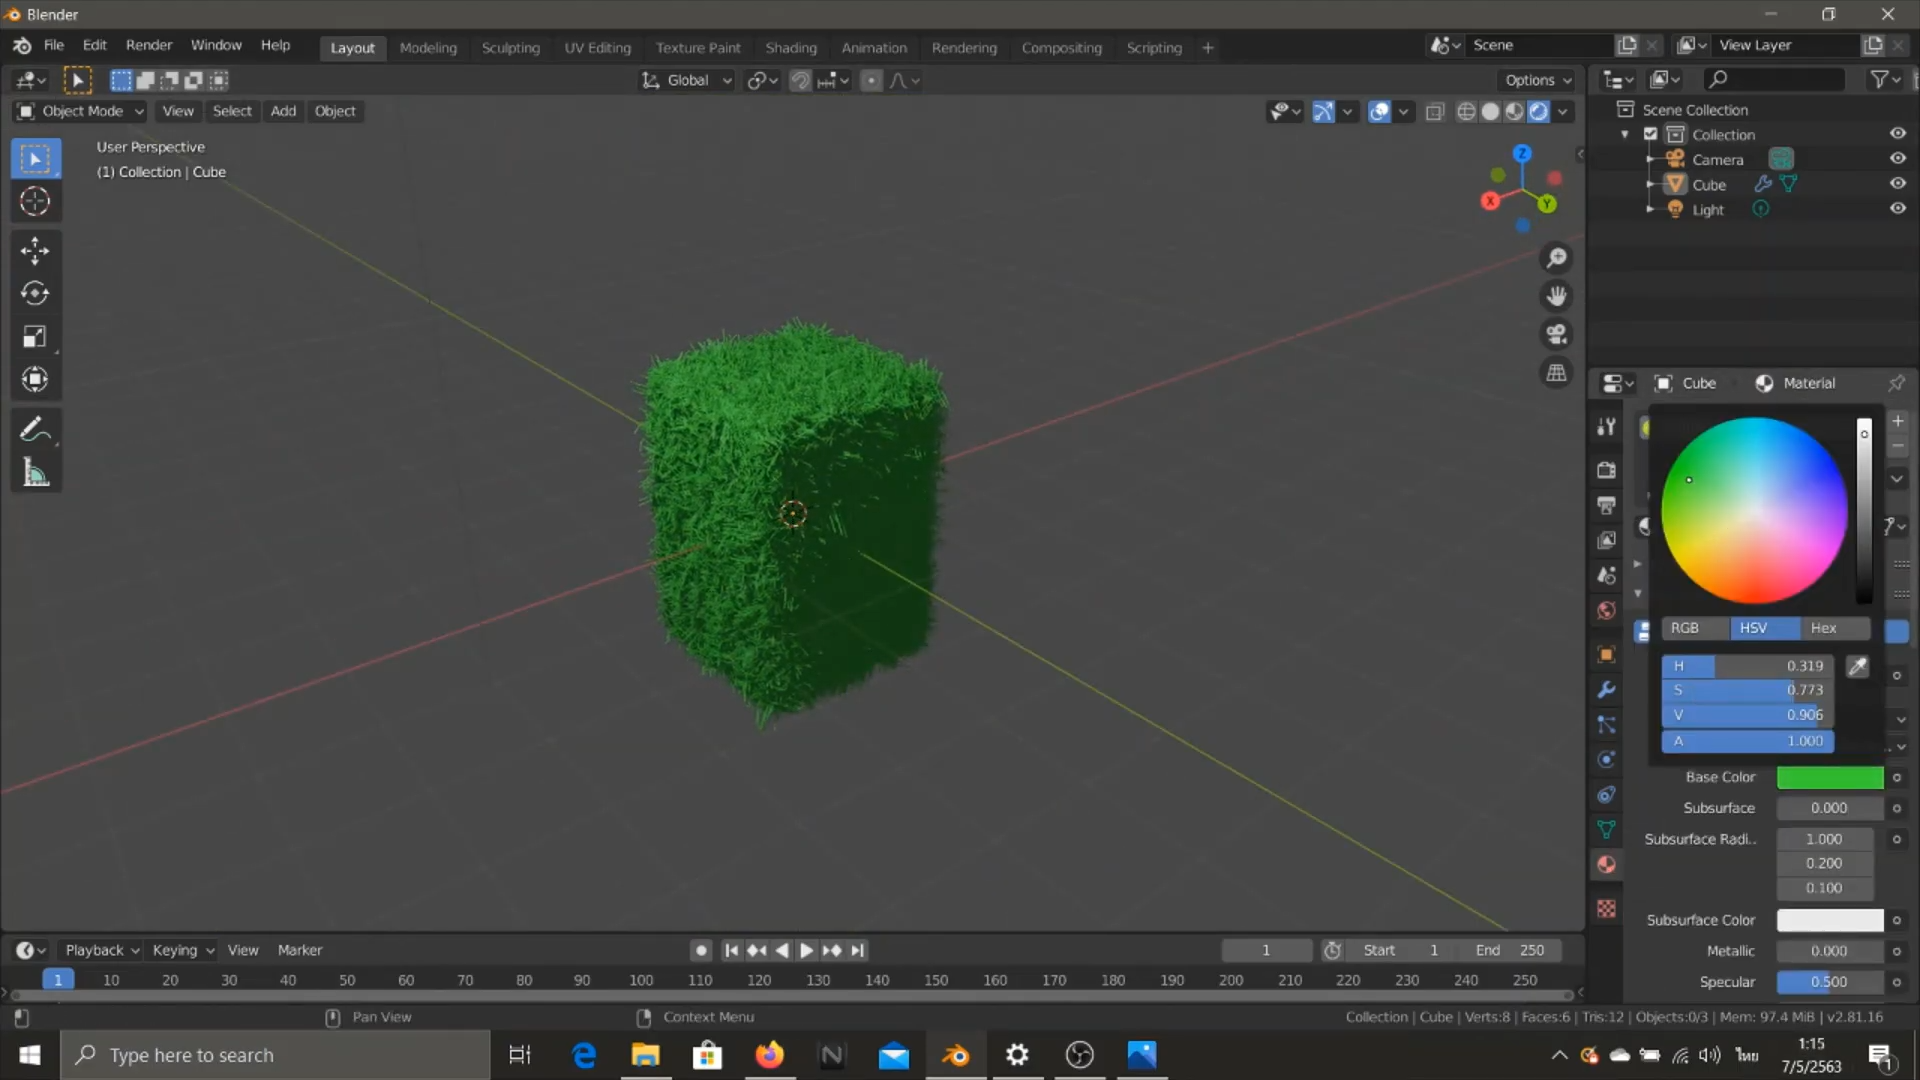 Blender
File Edit Render Window Help
Layout Modeling Sculpting UV Editing Texture Paint Shading Animation Rendering Compositing Scripting +
Scene
View Layer
Global
Options
Object Mode View Select Add Object
User Perspective
(1) Collection | Cube
Z
X
Y
Scene Collection
Collection
Camera
Cube
Light
Cube
Material
RGB HSV Hex
H 0.319
S 0.773
V 0.906
A 1.000
Base Color
Subsurface 0.000
Subsurface Radi.. 1.000
0.200
0.100
Subsurface Color
Metallic 0.000
Specular 0.500
Playback Keying View Marker
1 Start 1 End 250
1 10 20 30 40 50 60 70 80 90 100 110 120 130 140 150 160 170 180 190 200 210 220 230 240 250
Pan View
Context Menu
Collection | Cube | Verts:8 | Faces:6 | Tris:12 | Objects:0/3 | Mem: 97.4 MiB | v2.81.16
Type here to search
ไทย
1:15
7/5/2563
1